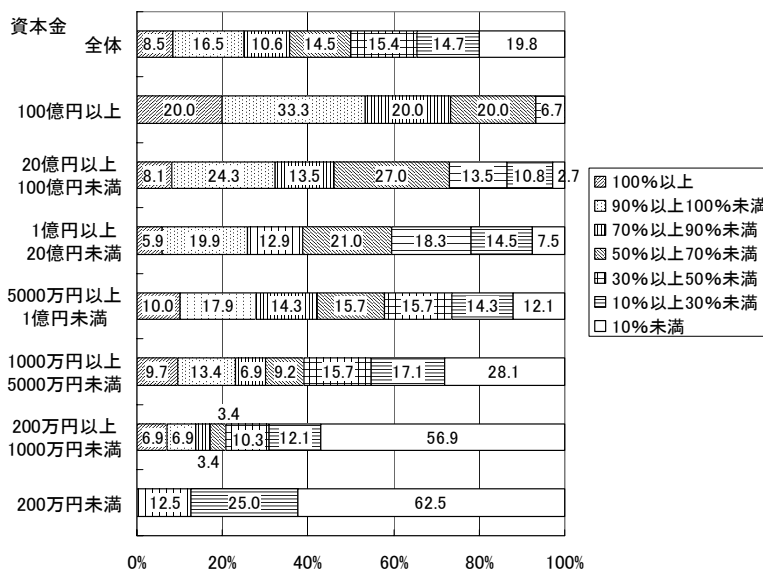 資本金
全体
8.5 16.5 10.6 14.5 15.4 14.7 19.8
100億円以上
20.0 33.3 20.0 20.0 6.7
20億円以上
100億円未満
8.1 24.3 13.5 27.0 13.5 10.8 2.7
1億円以上
20億円未満
5.9 19.9 12.9 21.0 18.3 14.5 7.5
5000万円以上
1億円未満
10.0 17.9 14.3 15.7 15.7 14.3 12.1
1000万円以上
5000万円未満
9.7 13.4 6.9 9.2 15.7 17.1 28.1
200万円以上
1000万円未満
3.4
6.9 6.9 10.3 12.1 56.9
3.4
200万円未満
12.5 25.0 62.5
0% 20% 40% 60% 80% 100%
100%以上
90%以上100%未満
70%以上90%未満
50%以上70%未満
30%以上50%未満
10%以上30%未満
10%未満